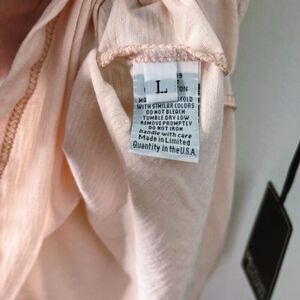 L
WITH SIMILAR COLORS
DO NOT BLEACH
TUMBLE DRY LOW
REMOVE PROMPTLY
DO NOT IRON
handle with care
Made in Limited
Quantity in the U.S.A.